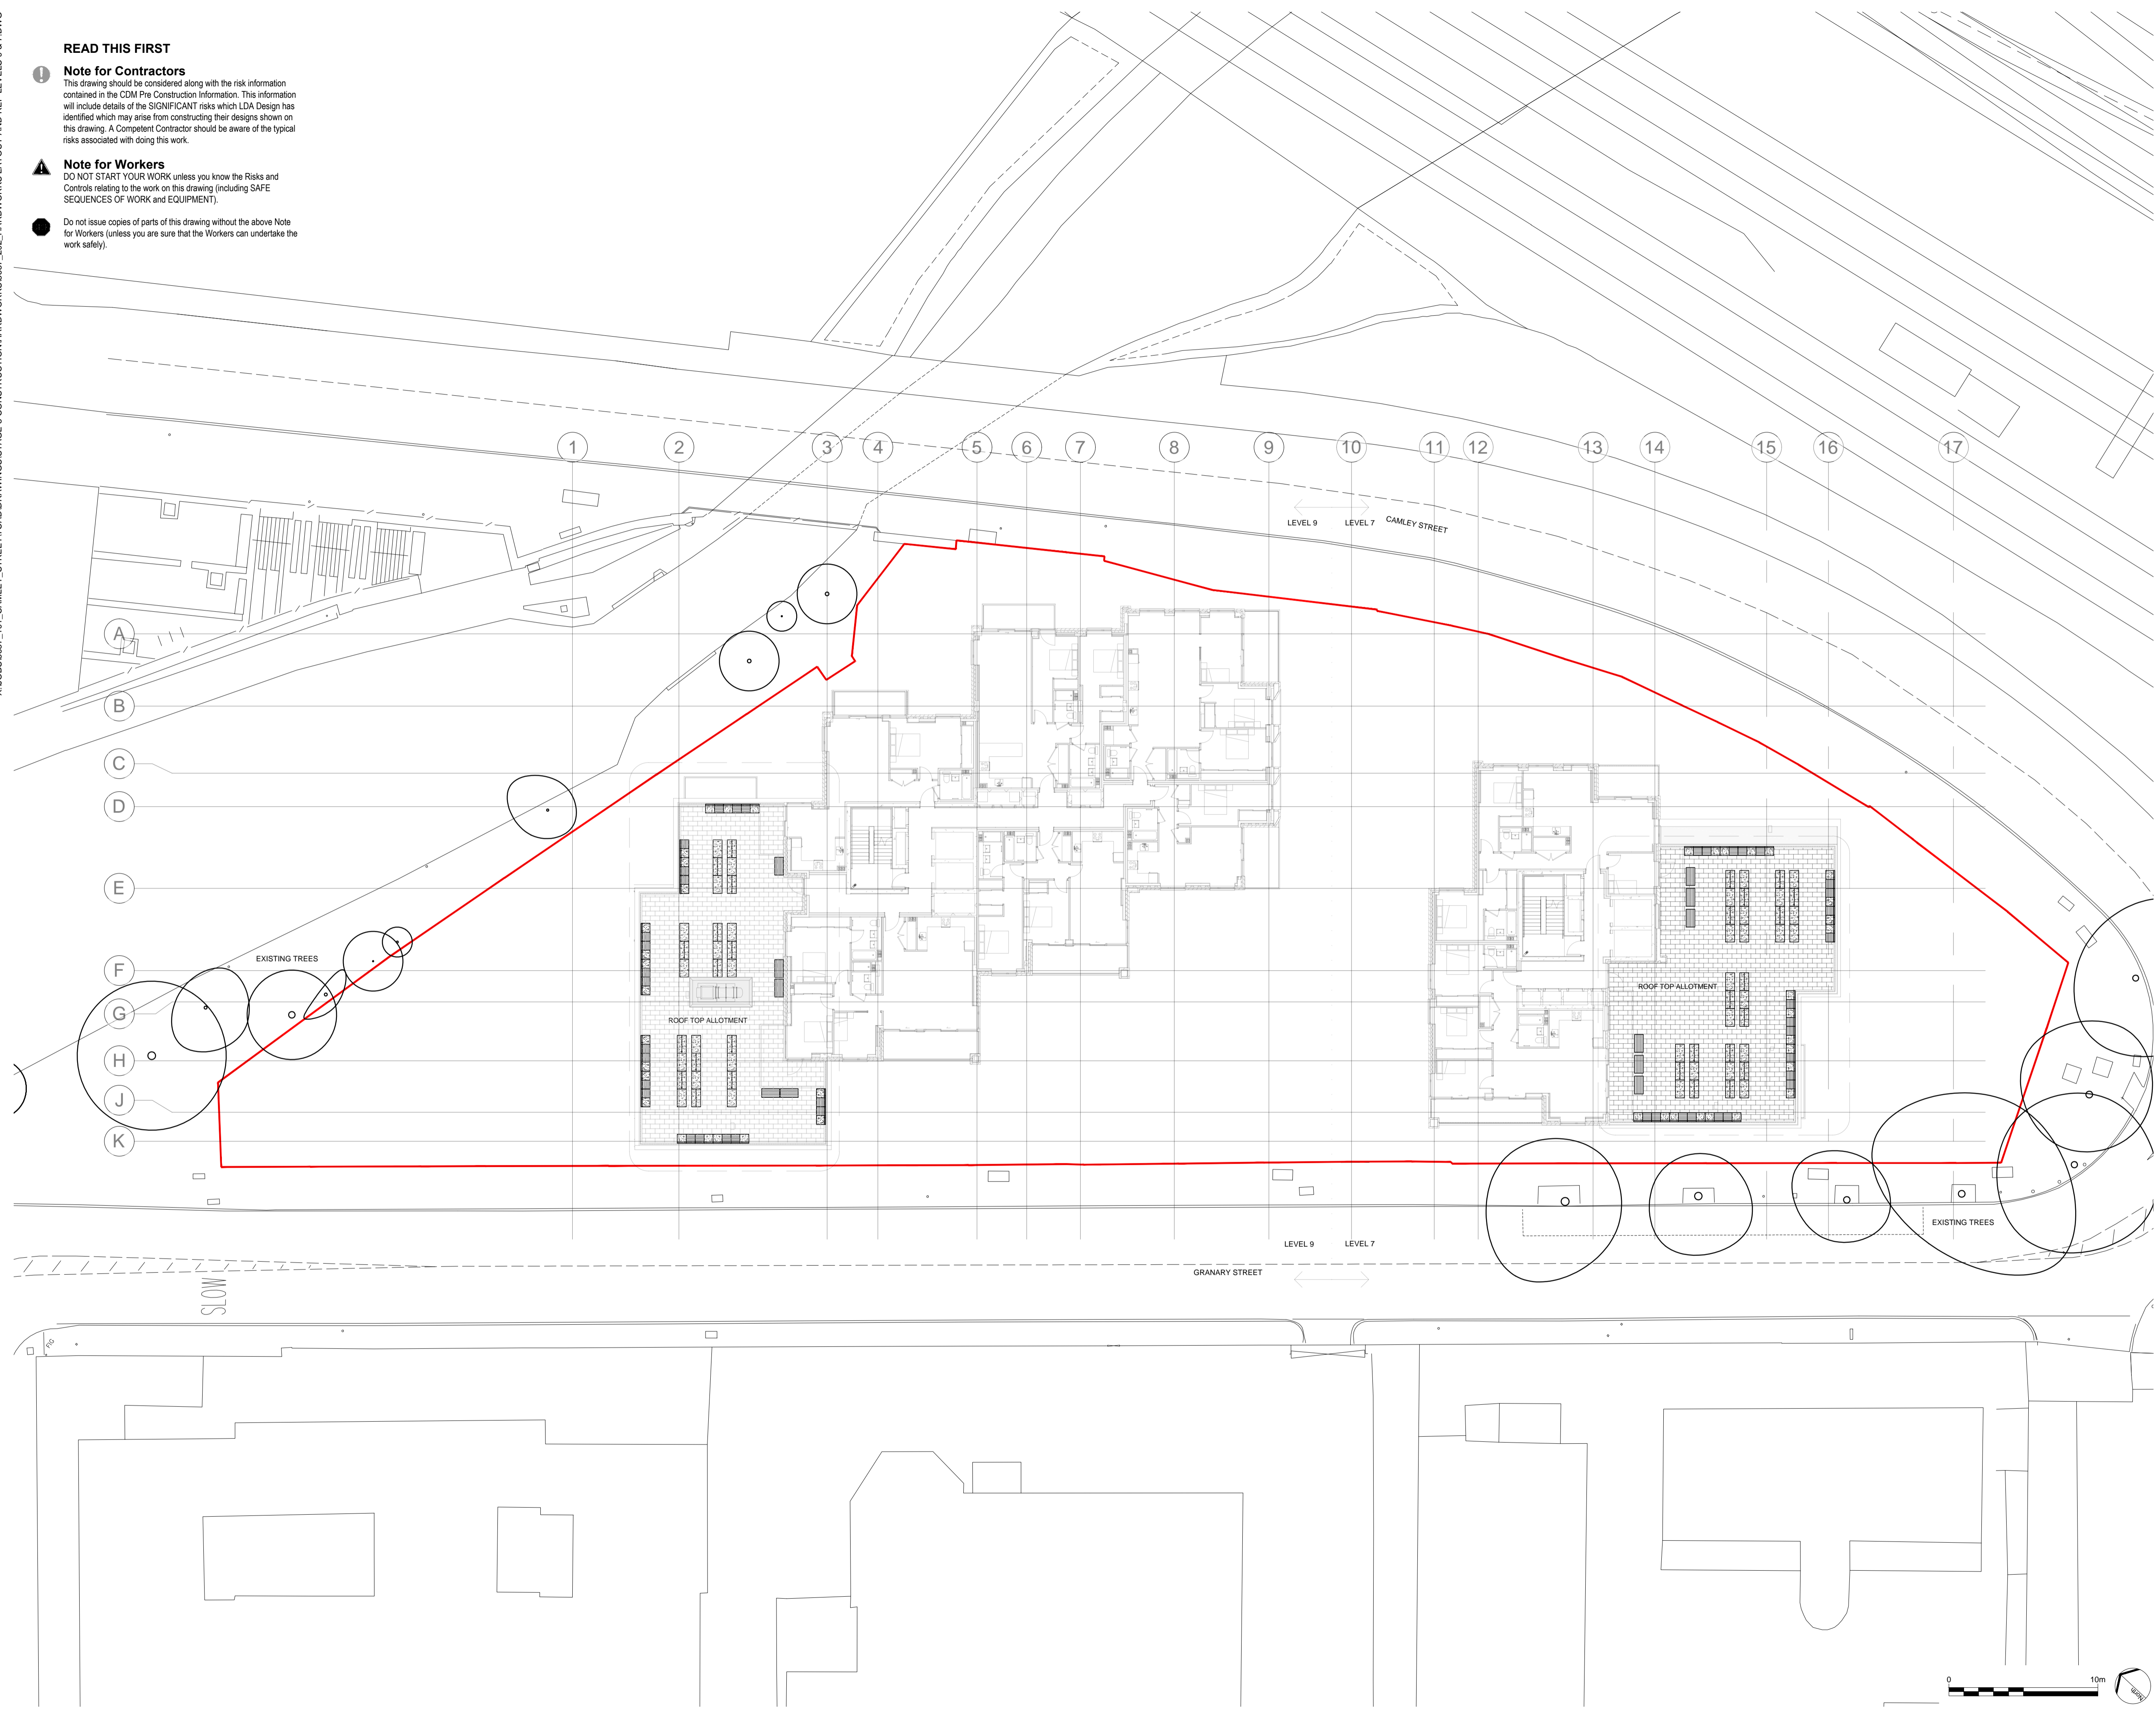 READ THIS FIRST
Note for Contractors
This drawing should be considered along with the risk information
contained in the CDM Pre Construction Information. This information
will include details of the SIGNIFICANT risks which LDA Design has
identified which may arise from constructing their designs shown on
this drawing. A Competent Contractor should be aware of the typical
risks associated with doing this work.
Note for Workers
DO NOT START YOUR WORK unless you know the Risks and
Controls relating to the work on this drawing (including SAFE
SEQUENCES OF WORK and EQUIPMENT).
Do not issue copies of parts of this drawing without the above Note
for Workers (unless you are sure that the Workers can undertake the
work safely).
1 2 3 4 5 6 7 8 9 10 11 12 13 14 15 16 17
LEVEL 9 LEVEL 7
CAMLEY STREET
A
B
C
D
E
F
G
H
J
K
EXISTING TREES
ROOF TOP ALLOTMENT
ROOF TOP ALLOTMENT
EXISTING TREES
LEVEL 9 LEVEL 7
GRANARY STREET
SLOW
FIG
0 10m
North